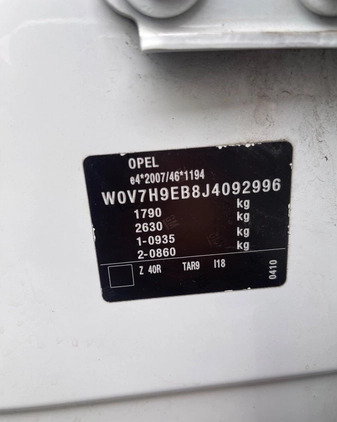 OPEL
e4*2007/46*1194
W0V7H9EB8J4092996
1790 kg
2630 kg
1-0935 kg
2-0860 kg
Z 40R TAR9 I18
0410